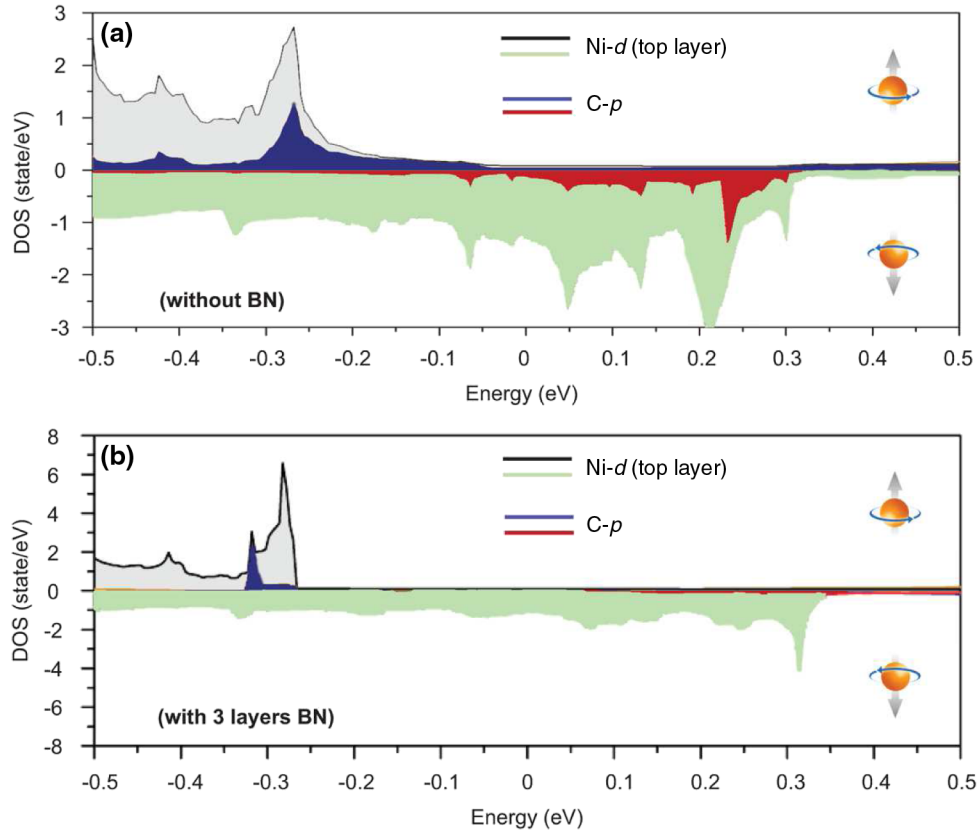 (a)
3
2
1
0
-1
-2
-3
DOS (state/eV)
Ni-d (top layer)
C-p
(without BN)
-0.5 -0.4 -0.3 -0.2 -0.1 0 0.1 0.2 0.3 0.4 0.5
Energy (eV)
(b)
8
6
4
2
0
-2
-4
-6
-8
DOS (state/eV)
Ni-d (top layer)
C-p
(with 3 layers BN)
-0.5 -0.4 -0.3 -0.2 -0.1 0 0.1 0.2 0.3 0.4 0.5
Energy (eV)